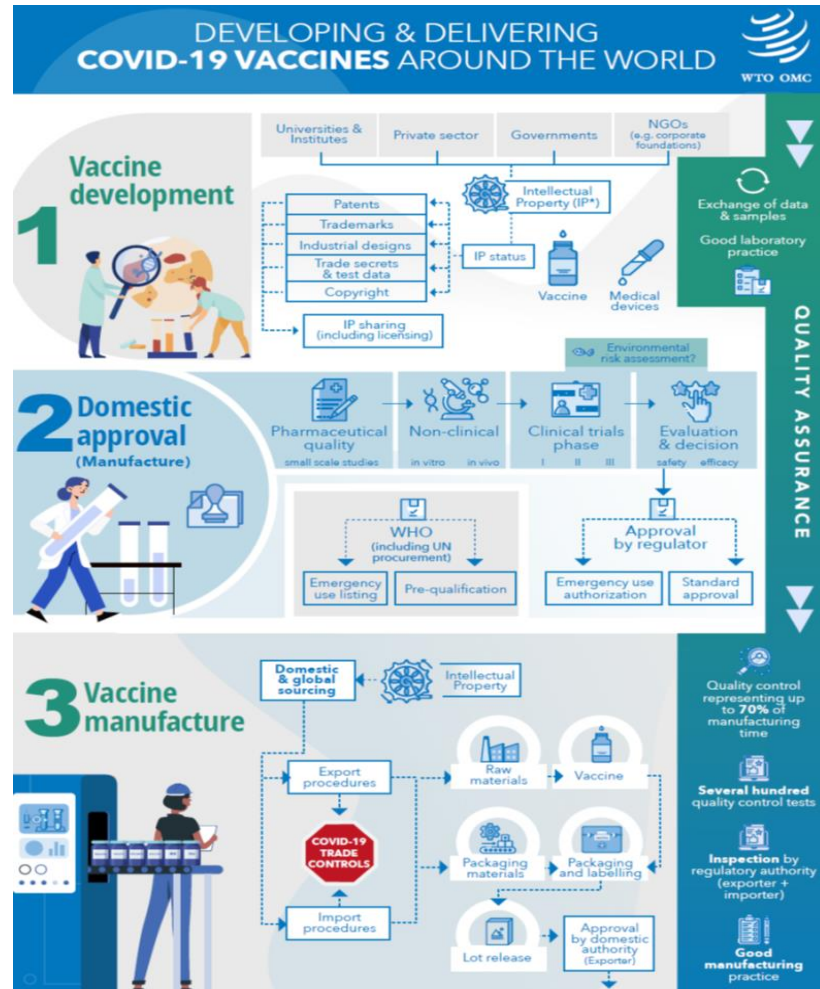 DEVELOPING & DELIVERING
COVID-19 VACCINES AROUND THE WORLD
WTO OMC
1
Vaccine
development
Universities &
Institutes
Private sector
Governments
NGOs
(e.g. corporate
foundations)
Intellectual
Property (IP*)
Patents
Trademarks
Industrial designs
Trade secrets
& test data
Copyright
IP status
IP sharing
(including licensing)
Vaccine
Medical
devices
Exchange of data
& samples
Good laboratory
practice
QUALITY ASSURANCE
2
Domestic
approval
(Manufacture)
Environmental
risk assessment?
Pharmaceutical
quality
small scale studies
Non-clinical
in vitro in vivo
Clinical trials
phase
I II III
Evaluation
& decision
safety efficacy
WHO
(including UN
procurement)
Emergency
use listing
Pre-qualification
Approval
by regulator
Emergency use
authorization
Standard
approval
3
Vaccine
manufacture
Domestic
& global
sourcing
Intellectual
Property
Export
procedures
COVID-19
TRADE
CONTROLS
Import
procedures
Raw
materials
Vaccine
Packaging
materials
Packaging
and labelling
Lot release
Approval
by domestic
authority
(Exporter)
Quality control
representing up
to 70% of
manufacturing
time
Several hundred
quality control tests
Inspection by
regulatory authority
(exporter +
importer)
Good
manufacturing
practice